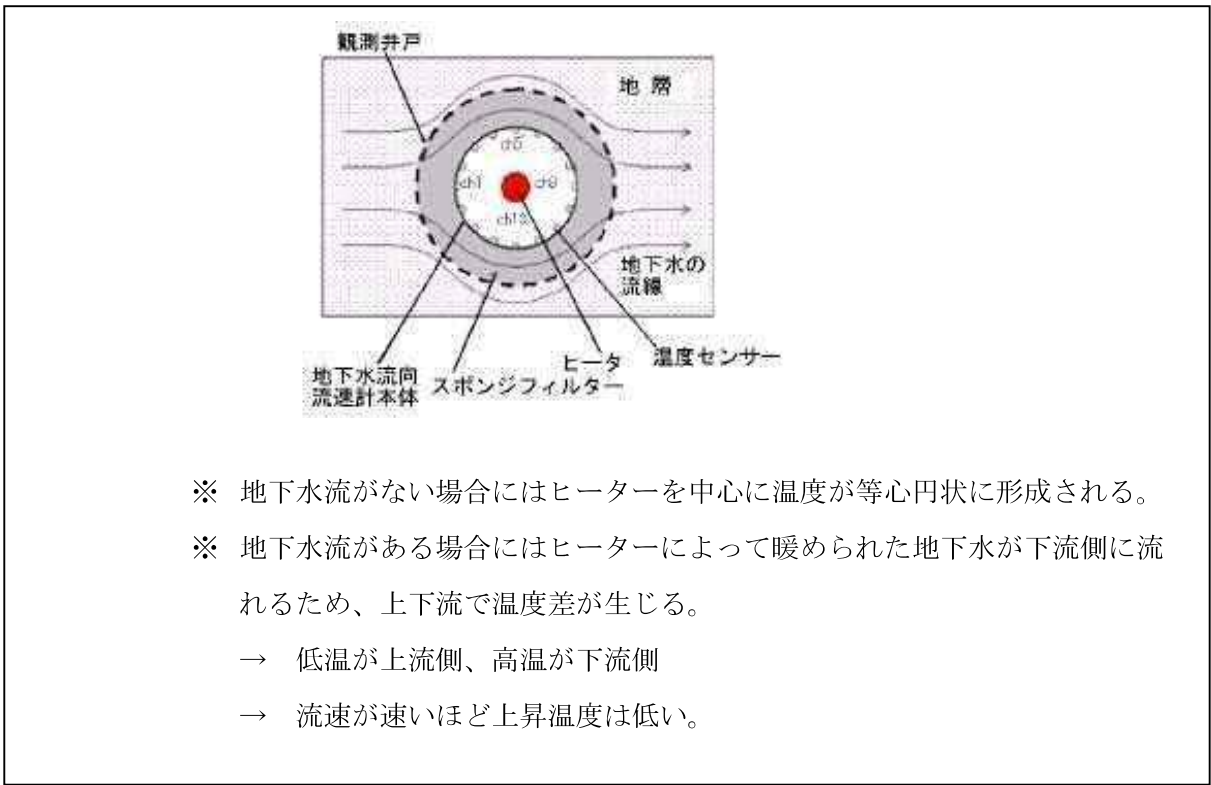 観測井戸
地 層
ch0
地下水の
流線
温度センサー
ヒータ
地下水流向
流速計本体
スポンジフィルター
※ 地下水流がない場合にはヒーターを中心に温度が等心円状に形成される。
※ 地下水流がある場合にはヒーターによって暖められた地下水が下流側に流
れるため、上下流で温度差が生じる。
→ 低温が上流側、高温が下流側
→ 流速が速いほど上昇温度は低い。